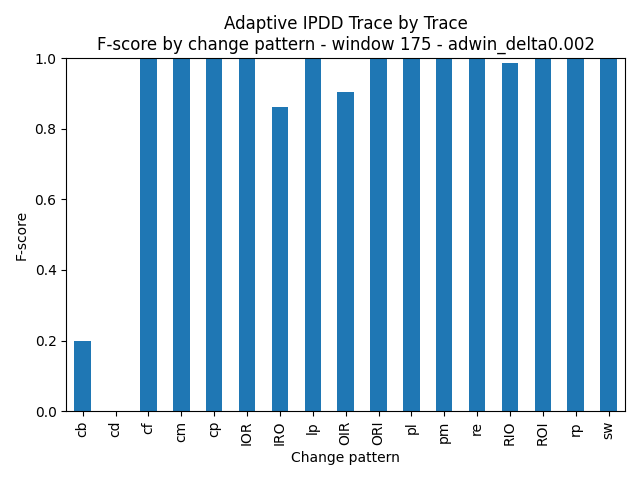 Adaptive IPDD Trace by Trace
F-score by change pattern - window 175 - adwin_delta0.002
1.0
0.8
0.6
0.4
0.2
0.0
F-score
cb
cd
cf
cm
cp
IOR
IRO
lp
OIR
ORI
pl
pm
re
RIO
ROI
rp
sw
Change pattern